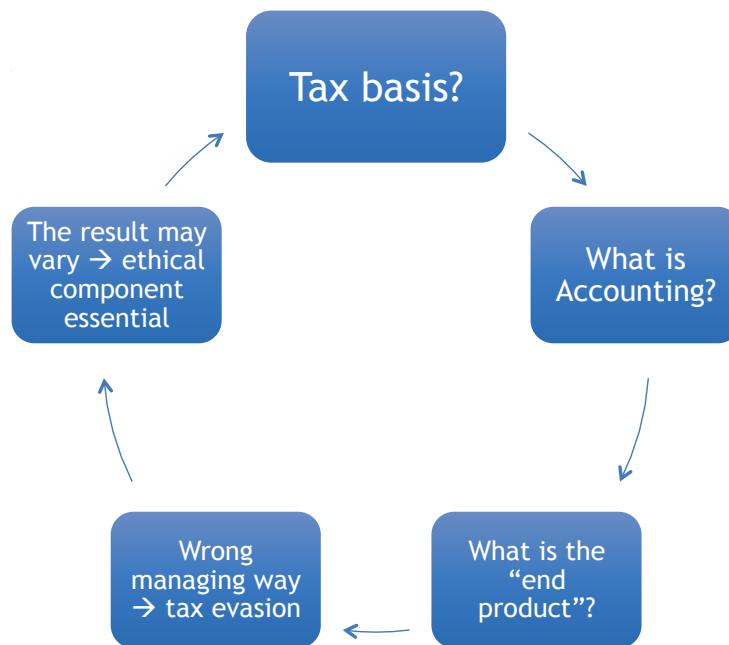 Tax basis?
What is
Accounting?
What is the
“end
product”?
Wrong
managing way
→ tax evasion
The result may
vary → ethical
component
essential